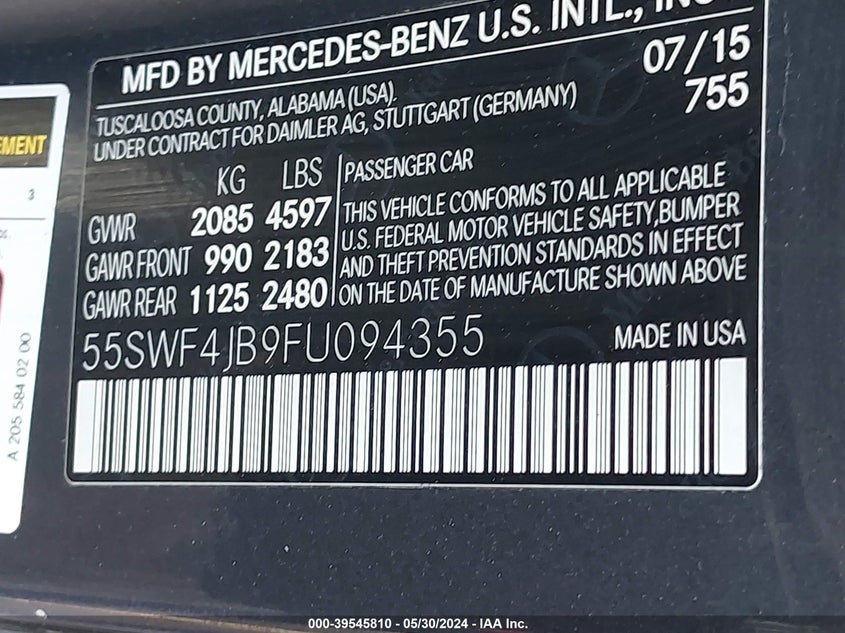 MFD BY MERCEDES-BENZ U.S. INTL., INC.
07/15
TUSCALOOSA COUNTY, ALABAMA (USA).
755
UNDER CONTRACT FOR DAIMLER AG, STUTTGART (GERMANY)
KG LBS PASSENGER CAR
GVWR 2085 4597 THIS VEHICLE CONFORMS TO ALL APPLICABLE
U.S. FEDERAL MOTOR VEHICLE SAFETY, BUMPER
GAWR FRONT 990 2183 AND THEFT PREVENTION STANDARDS IN EFFECT
GAWR REAR 1125 2480 ON THE DATE OF MANUFACTURE SHOWN ABOVE
55SWF4JB9FU094355 MADE IN USA
EMENT
3
A 205 584 02 00
000-39545810 / 05/30/2024 - IAA Inc.